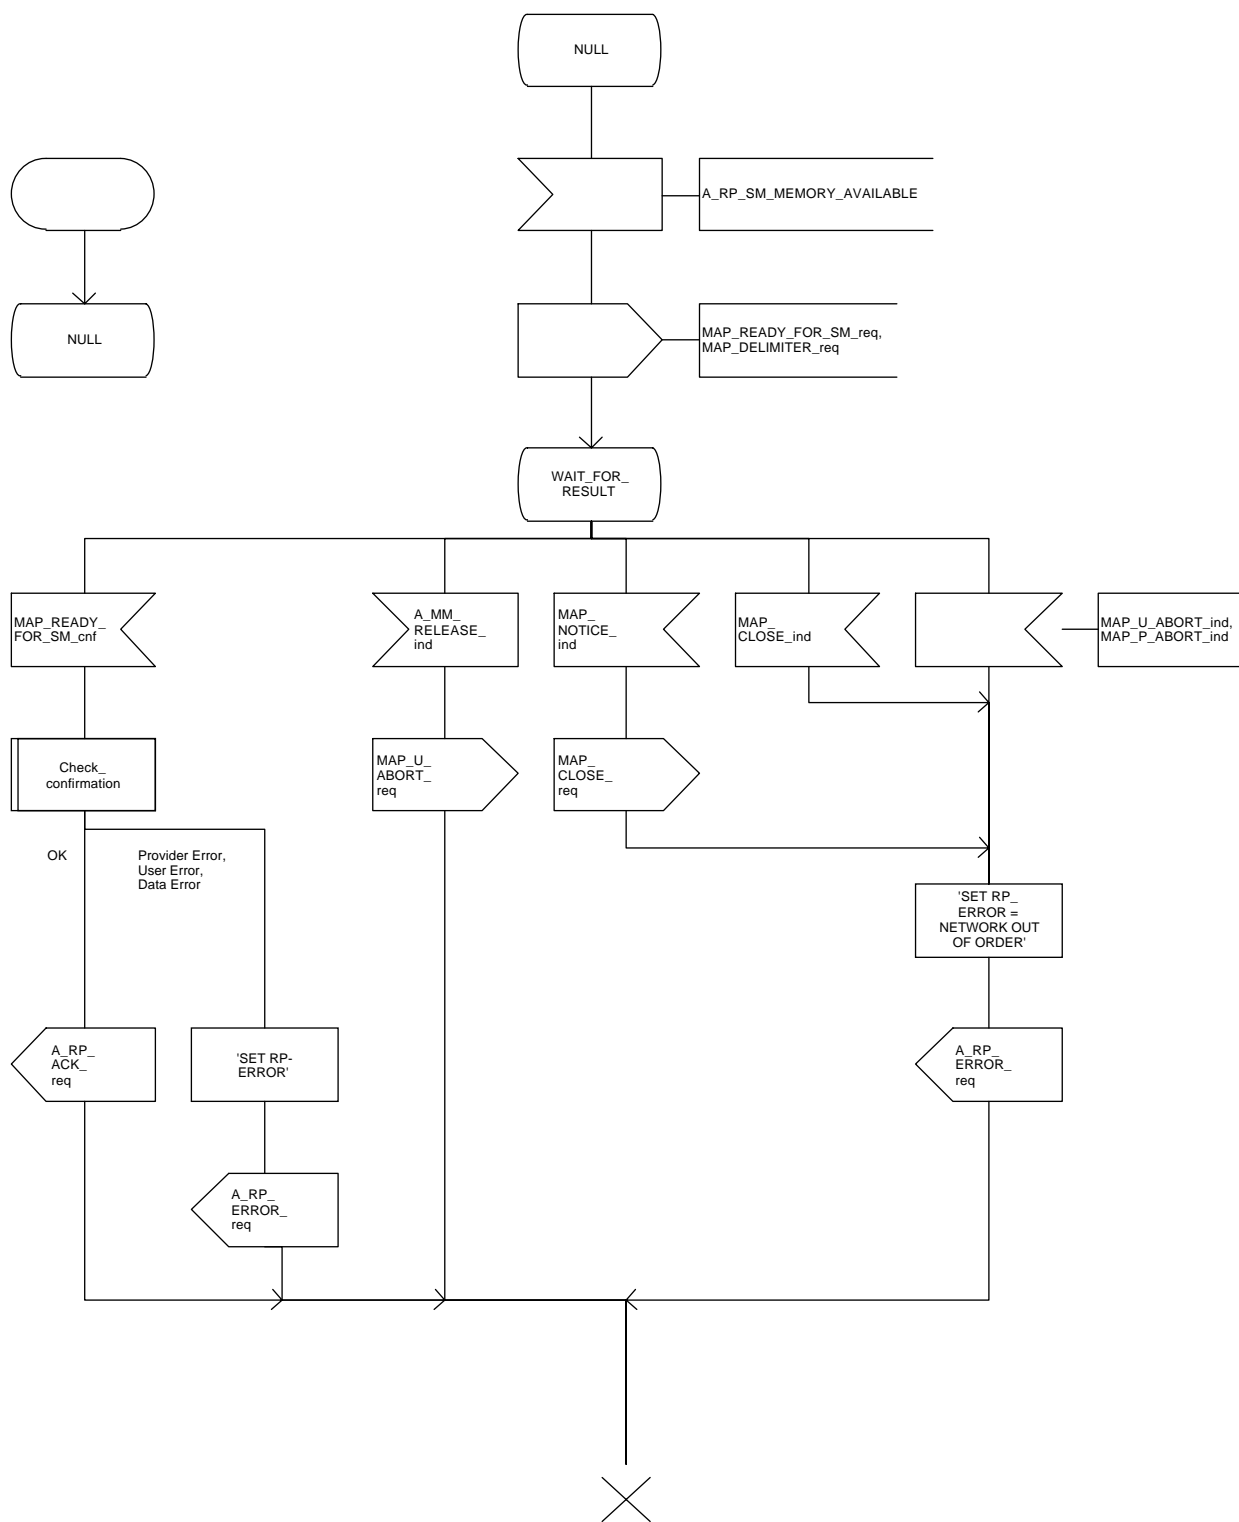 NULL
A_RP_SM_MEMORY_AVAILABLE
NULL
MAP_READY_FOR_SM_req,
MAP_DELIMITER_req
WAIT_FOR_
RESULT
MAP_READY_
FOR_SM_cnf
A_MM_
RELEASE_
ind
MAP_
NOTICE_
ind
MAP_
CLOSE_ind
MAP_U_ABORT_ind,
MAP_P_ABORT_ind
Check_
confirmation
MAP_U_
ABORT_
req
MAP_
CLOSE_
req
OK
Provider Error,
User Error,
Data Error
'SET RP_
ERROR =
NETWORK OUT
OF ORDER'
A_RP_
ACK_
req
'SET RP-
ERROR'
A_RP_
ERROR_
req
A_RP_
ERROR_
req